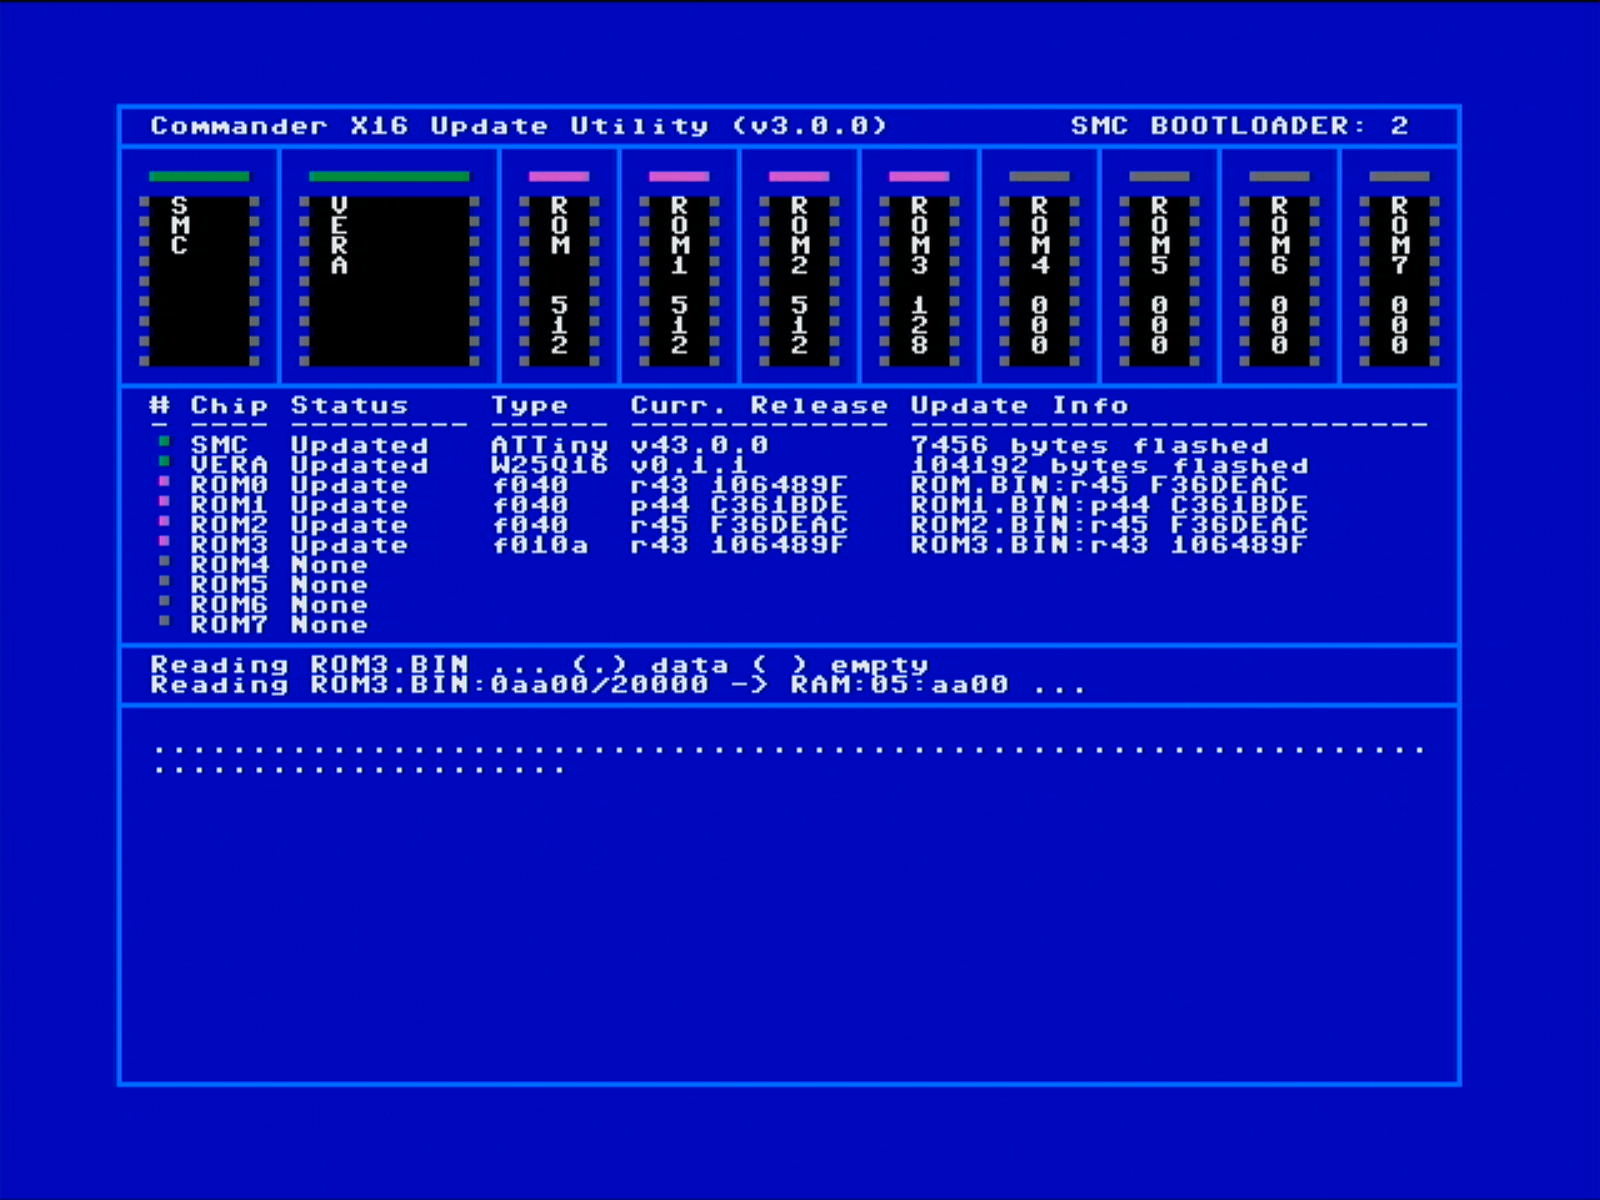 Commander X16 Update Utility (v3.0.0) SMC BOOTLOADER: 2
SMC
VERA
ROM 512
ROM1 512
ROM2 512
ROM3 128
ROM4 000
ROM5 000
ROM6 000
ROM7 000
# Chip Status Type Curr. Release Update Info
- ---- --------- ------ ------------- --------------------------
SMC Updated ATTiny v43.0.0 7456 bytes flashed
VERA Updated W25Q16 v0.1.1 104192 bytes flashed
ROM0 Update f040 r43 106489F ROM.BIN:r45 F36DEAC
ROM1 Update f040 p44 C361BDE ROM1.BIN:p44 C361BDE
ROM2 Update f040 r45 F36DEAC ROM2.BIN:r45 F36DEAC
ROM3 Update f010a r43 106489F ROM3.BIN:r43 106489F
ROM4 None
ROM5 None
ROM6 None
ROM7 None
Reading ROM3.BIN ... (.) data ( ) empty
Reading ROM3.BIN:0aa00/20000 -> RAM:05:aa00 ...
................................................................
.....................